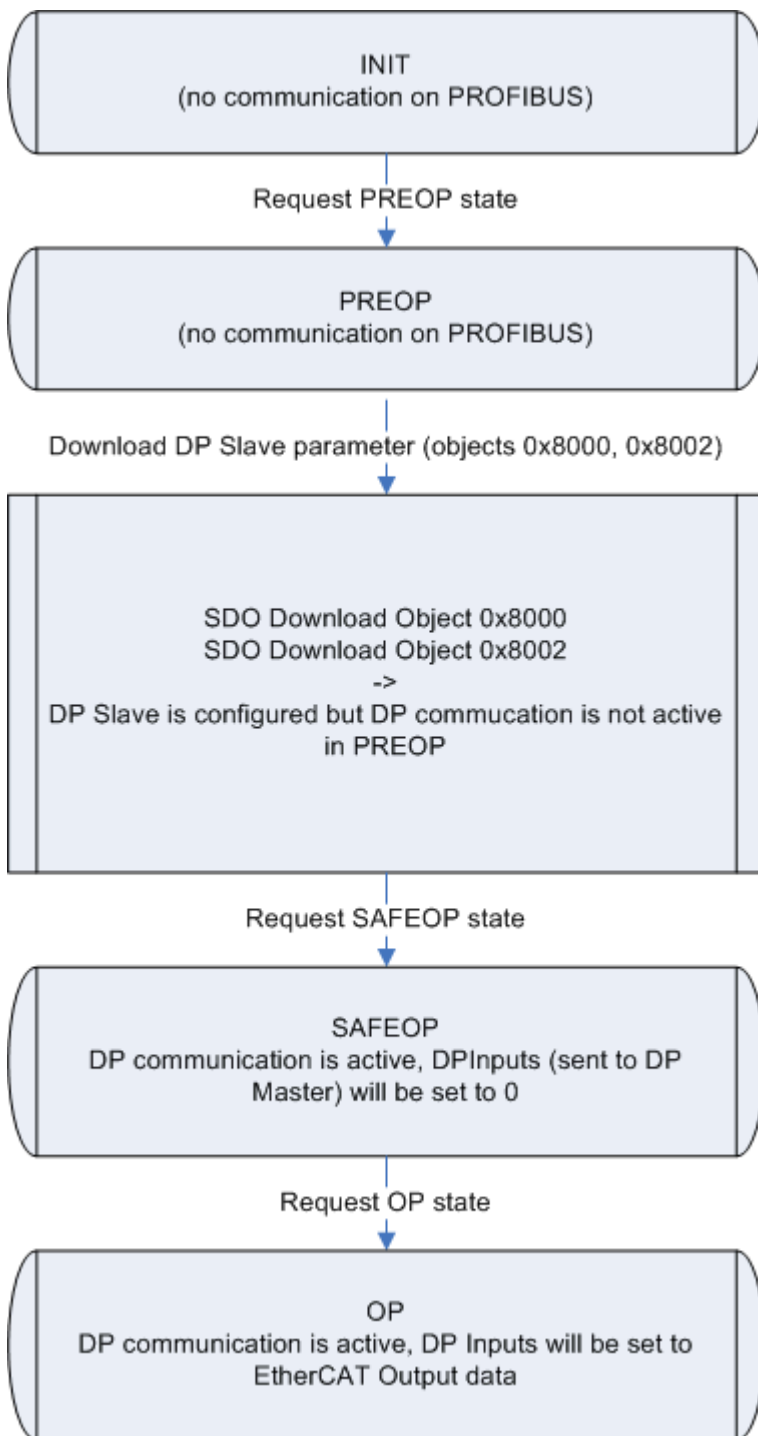 INIT
(no communication on PROFIBUS)
Request PREOP state
PREOP
(no communication on PROFIBUS)
Download DP Slave parameter (objects 0x8000, 0x8002)
SDO Download Object 0x8000
SDO Download Object 0x8002
->
DP Slave is configured but DP commucation is not active
in PREOP
Request SAFEOP state
SAFEOP
DP communication is active, DPInputs (sent to DP
Master) will be set to 0
Request OP state
OP
DP communication is active, DP Inputs will be set to
EtherCAT Output data